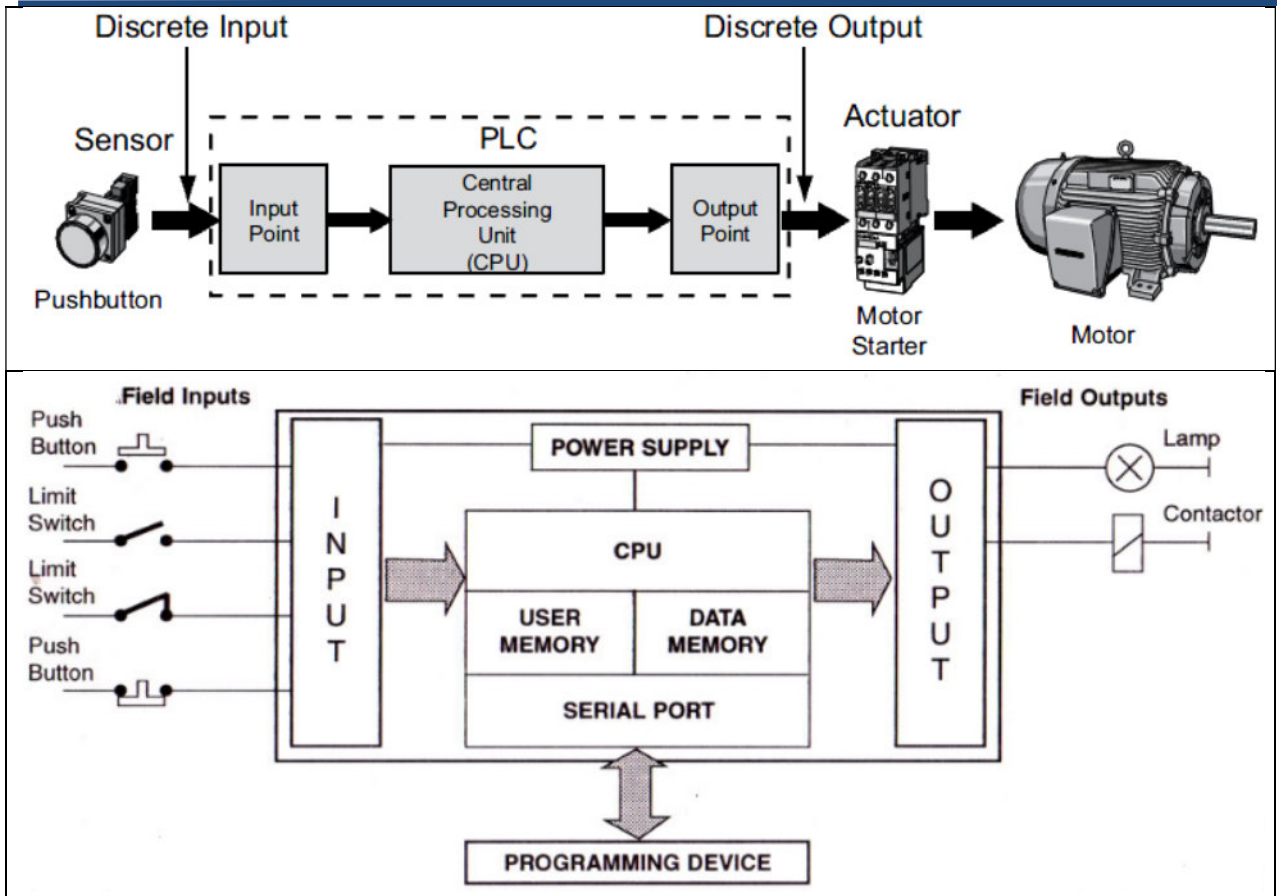 Discrete Input
Discrete Output
Sensor
PLC
Actuator
Input
Point
Central
Processing
Unit
(CPU)
Output
Point
Pushbutton
Motor
Starter
Motor
Field Inputs
Field Outputs
Push
Button
Limit
Switch
Limit
Switch
Push
Button
INPUT
POWER SUPPLY
CPU
USER
MEMORY
DATA
MEMORY
SERIAL PORT
OUTPUT
Lamp
Contactor
PROGRAMMING DEVICE